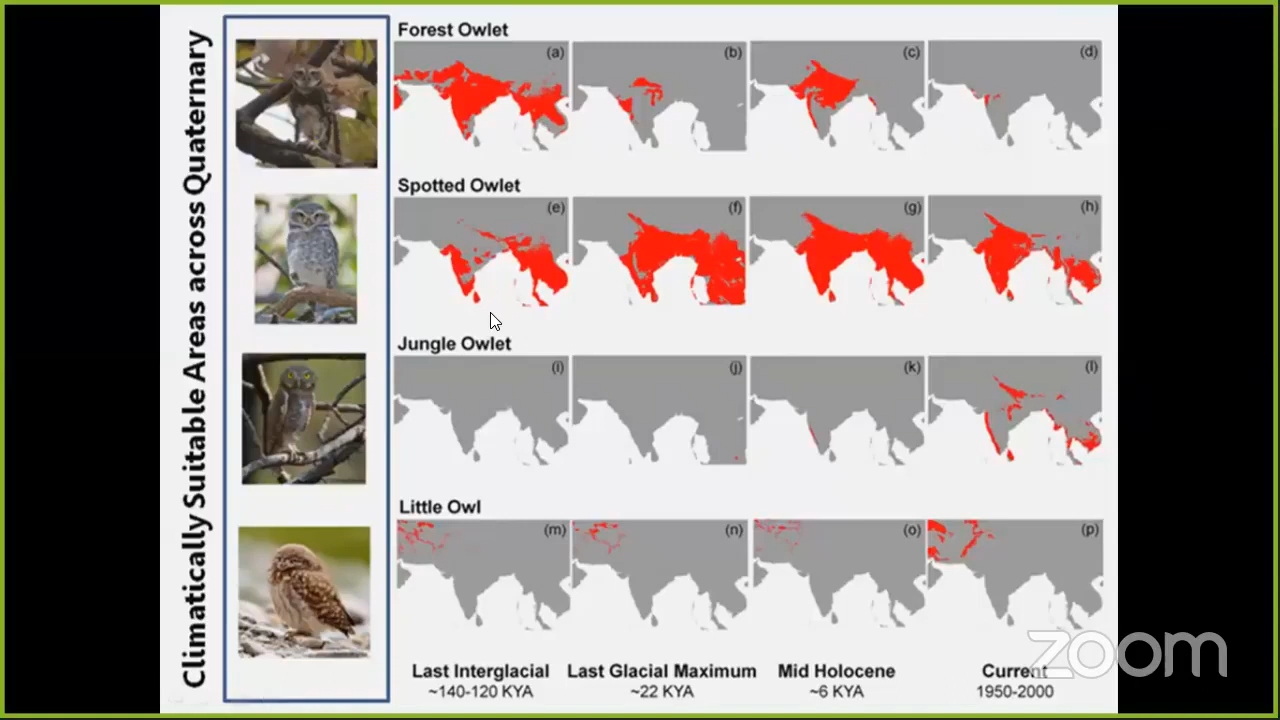 Climatically Suitable Areas across Quaternary
Forest Owlet
(a)
(b)
(c)
(d)
Spotted Owlet
(e)
(f)
(g)
(h)
Jungle Owlet
(i)
(j)
(k)
(l)
Little Owl
(m)
(n)
(o)
(p)
Last Interglacial
~140-120 KYA
Last Glacial Maximum
~22 KYA
Mid Holocene
~6 KYA
Current
1950-2000
zoom